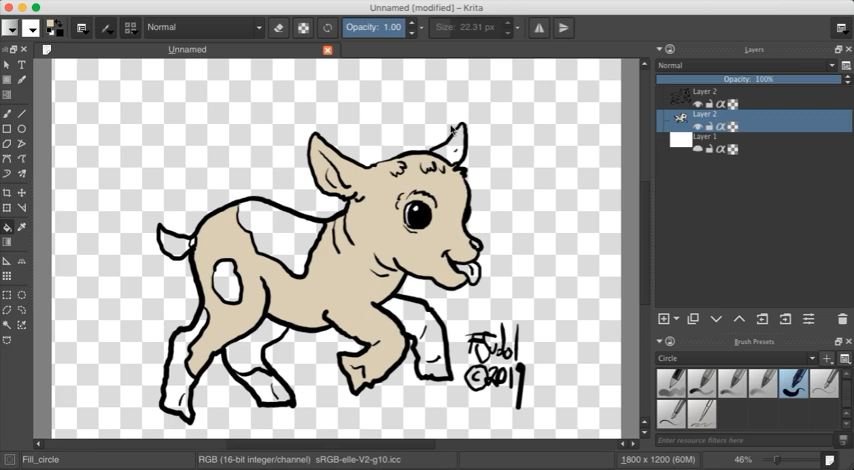 Unnamed [modified] – Krita
Normal
Opacity: 1.00
Size: 22.31 px
Unnamed
Layers
Normal
Opacity: 100%
Layer 2
Layer 2
Layer 1
©2019
Brush Presets
Circle
Enter resource filters here
Fill_circle
RGB (16-bit integer/channel) sRGB-elle-V2-g10.icc
1800 x 1200 (60M)
46%